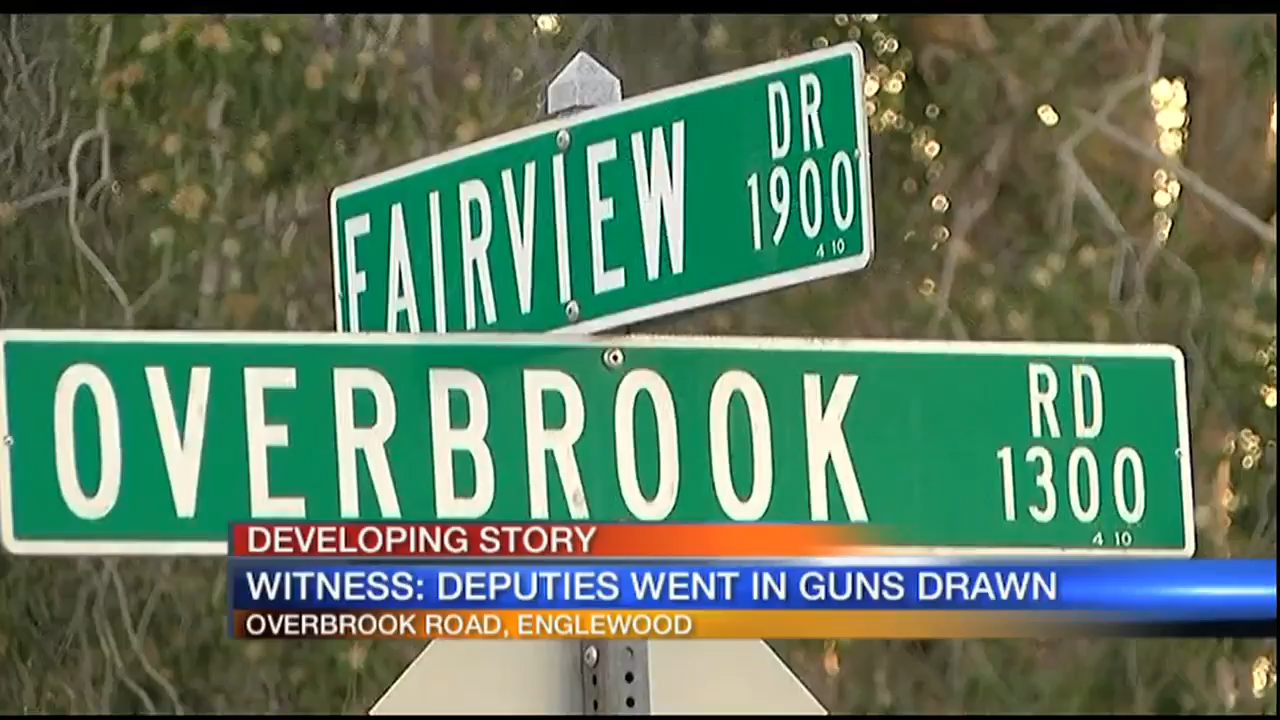 FAIRVIEW DR
1900
4 10
OVERBROOK RD
1300
4 10
DEVELOPING STORY
WITNESS: DEPUTIES WENT IN GUNS DRAWN
OVERBROOK ROAD, ENGLEWOOD